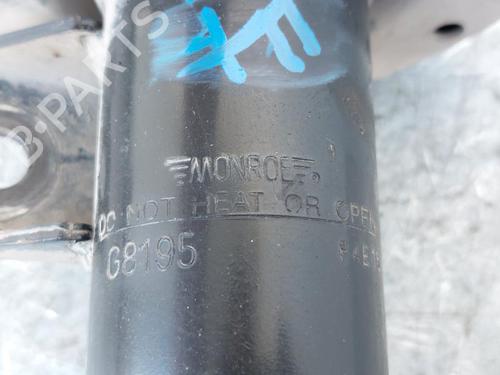 B-PARTS
MONROE®
DO NOT HEAT OR OPEN
G8195